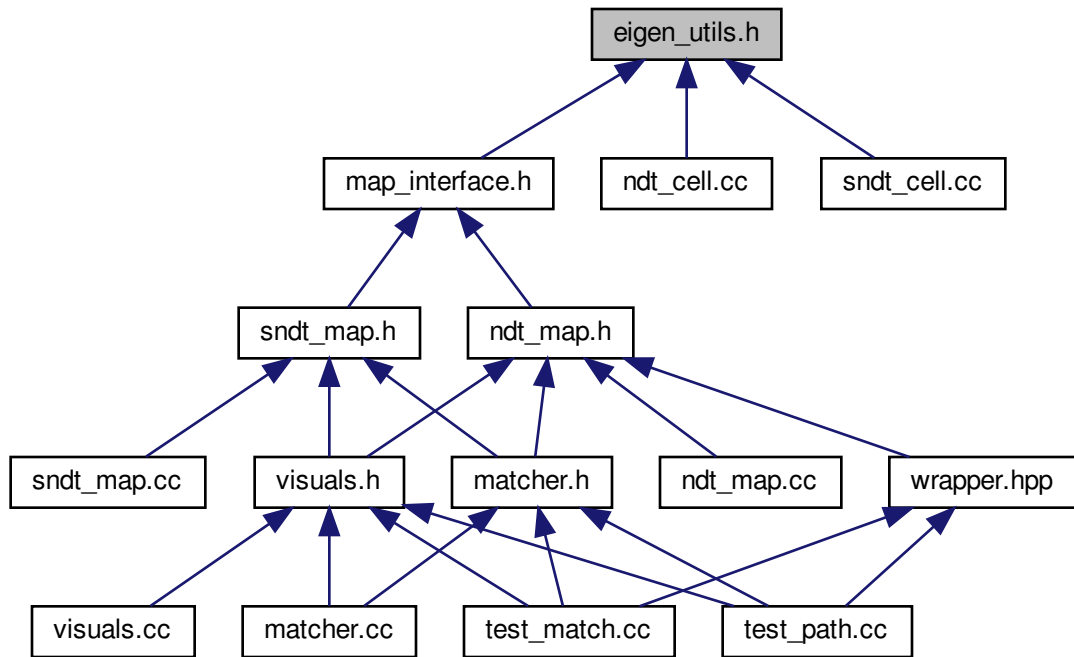 eigen_utils.h
map_interface.h
ndt_cell.cc
sndt_cell.cc
sndt_map.h
ndt_map.h
sndt_map.cc
visuals.h
matcher.h
ndt_map.cc
wrapper.hpp
visuals.cc
matcher.cc
test_match.cc
test_path.cc